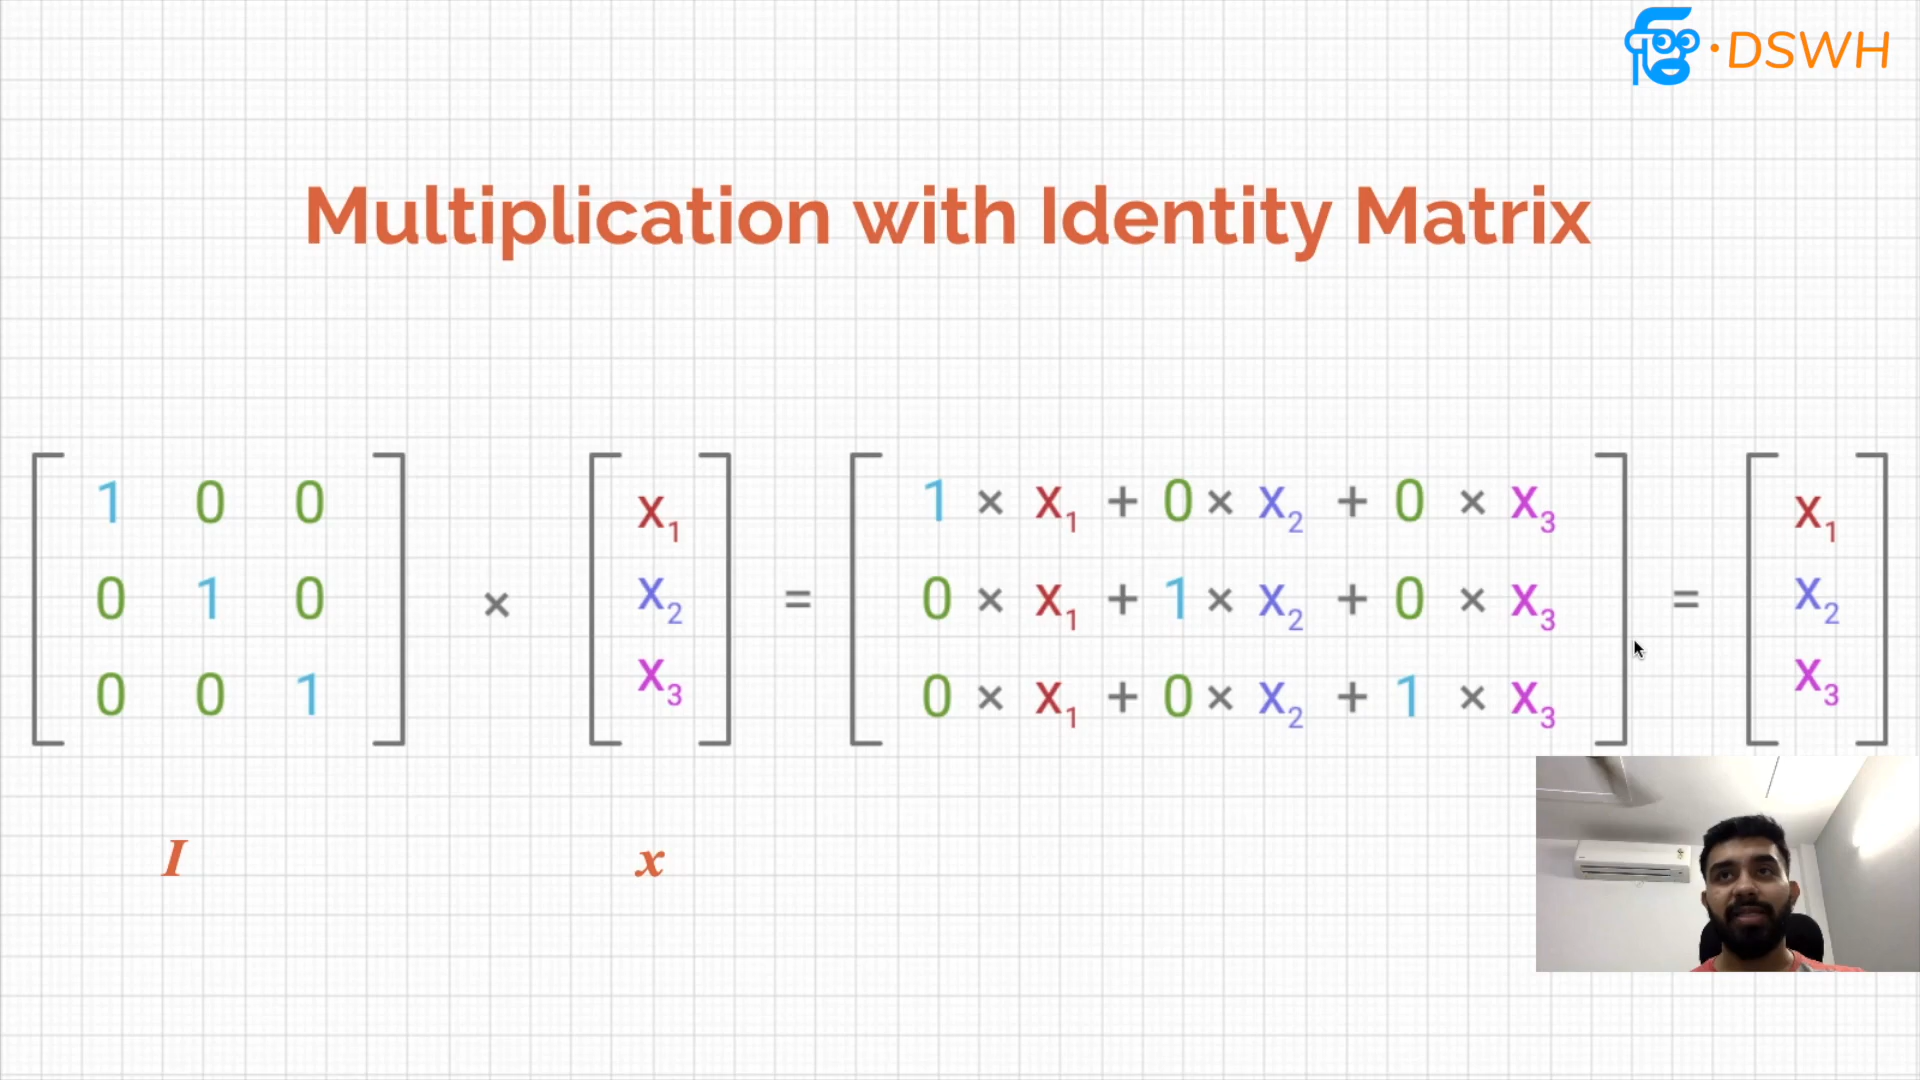 ·DSWH
Multiplication with Identity Matrix
[1 0 0] [x₁] [1 × x₁ + 0 × x₂ + 0 × x₃] [x₁]
[0 1 0] × [x₂] = [0 × x₁ + 1 × x₂ + 0 × x₃] = [x₂]
[0 0 1] [x₃] [0 × x₁ + 0 × x₂ + 1 × x₃] [x₃]
I x